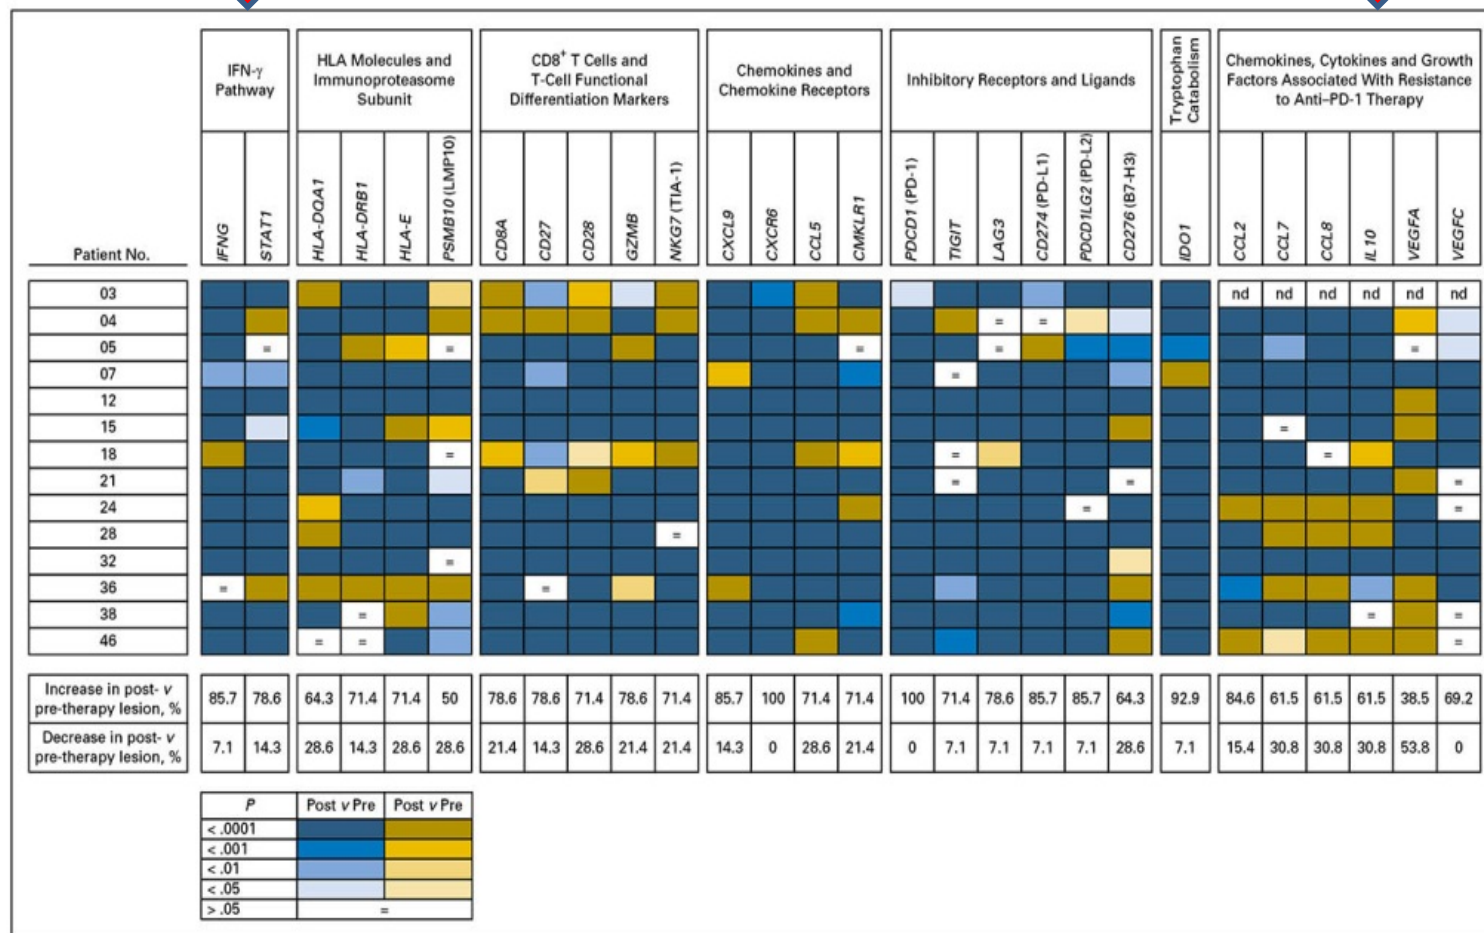 IFN-γ
Pathway
HLA Molecules and
Immunoproteasome
Subunit
CD8+ T Cells and
T-Cell Functional
Differentiation Markers
Chemokines and
Chemokine Receptors
Inhibitory Receptors and Ligands
Tryptophan
Catabolism
Chemokines, Cytokines and Growth
Factors Associated With Resistance
to Anti–PD-1 Therapy
Patient No.
IFNG
STAT1
HLA-DQA1
HLA-DRB1
HLA-E
PSMB10 (LMP10)
CD8A
CD27
CD28
GZMB
NKG7 (TIA-1)
CXCL9
CXCR6
CCL5
CMKLR1
PDCD1 (PD-1)
TIGIT
LAG3
CD274 (PD-L1)
PDCD1LG2 (PD-L2)
CD276 (B7-H3)
IDO1
CCL2
CCL7
CCL8
IL10
VEGFA
VEGFC
03 nd nd nd nd nd nd
04 = =
05 = = = = =
07 =
12
15 =
18 = = =
21 = = =
24 = =
28 =
32 =
36 = =
38 = = =
46 = = =
Increase in post- v
pre-therapy lesion, %
85.7 78.6 64.3 71.4 71.4 50 78.6 78.6 71.4 78.6 71.4 85.7 100 71.4 71.4 100 71.4 78.6 85.7 85.7 64.3 92.9 84.6 61.5 61.5 61.5 38.5 69.2
Decrease in post- v
pre-therapy lesion, %
7.1 14.3 28.6 14.3 28.6 28.6 21.4 14.3 28.6 21.4 21.4 14.3 0 28.6 21.4 0 7.1 7.1 7.1 7.1 28.6 7.1 15.4 30.8 30.8 30.8 53.8 0
P Post v Pre Post v Pre
< .0001
< .001
< .01
< .05
> .05 =